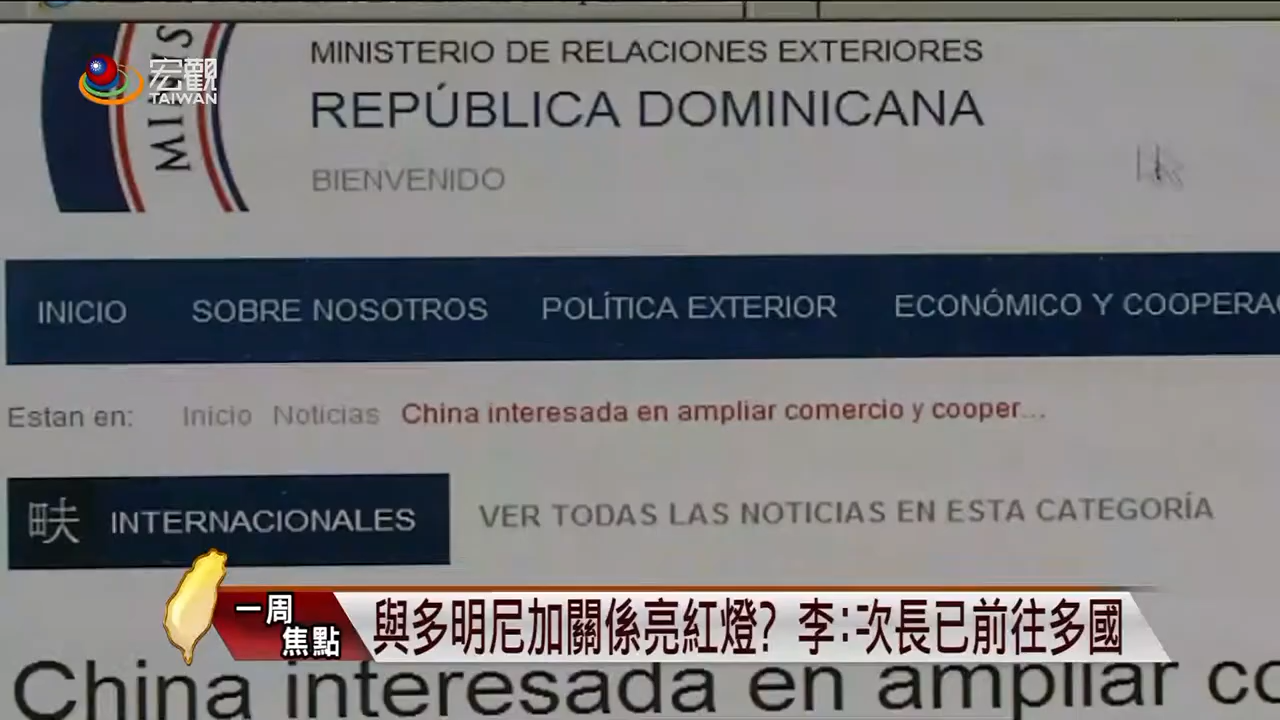 宏觀
TAIWAN
MINIS
MINISTERIO DE RELACIONES EXTERIORES
REPÚBLICA DOMINICANA
BIENVENIDO
INICIO SOBRE NOSOTROS POLÍTICA EXTERIOR ECONÓMICO Y COOPERA
Estan en: Inicio Noticias China interesada en ampliar comercio y cooper...
INTERNACIONALES VER TODAS LAS NOTICIAS EN ESTA CATEGORÍA
一周
焦點
與多明尼加關係亮紅燈? 李:次長已前往多國
China interesada en ampliar co